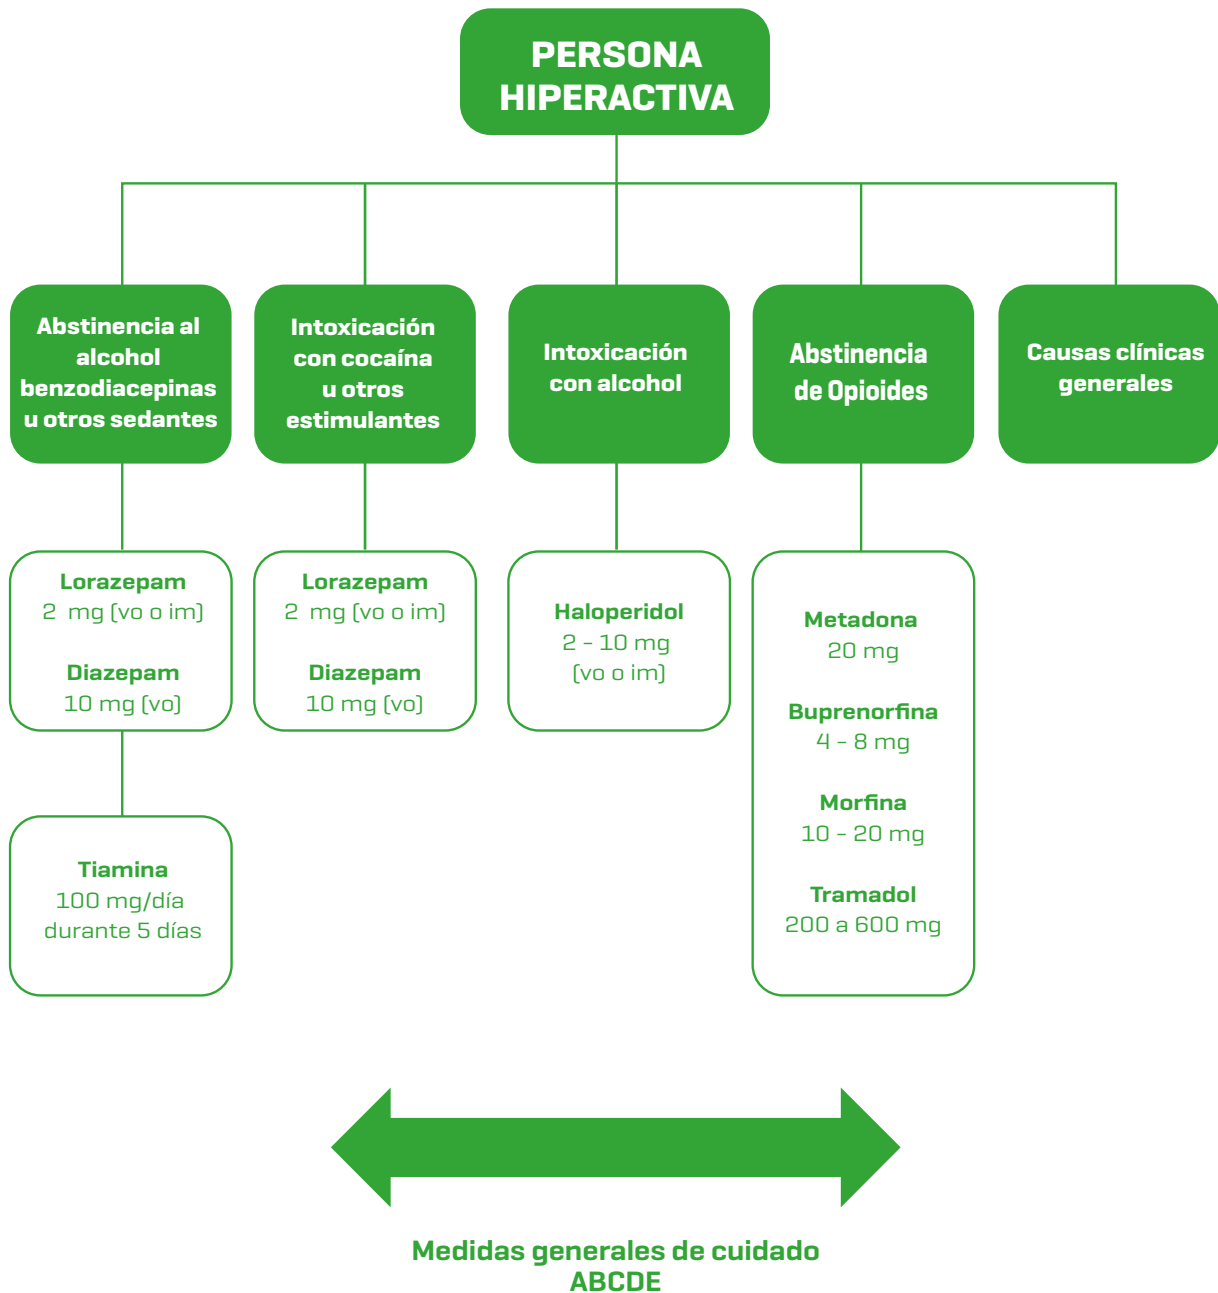 PERSONA
HIPERACTIVA
Abstinencia al
alcohol
benzodiacepinas
u otros sedantes
Intoxicación
con cocaína
u otros
estimulantes
Intoxicación
con alcohol
Abstinencia
de Opioides
Causas clínicas
generales
Lorazepam
2 mg (vo o im)
Diazepam
10 mg (vo)
Lorazepam
2 mg (vo o im)
Diazepam
10 mg (vo)
Haloperidol
2 – 10 mg
(vo o im)
Metadona
20 mg
Buprenorfina
4 – 8 mg
Morfina
10 – 20 mg
Tramadol
200 a 600 mg
Tiamina
100 mg/día
durante 5 días
Medidas generales de cuidado
ABCDE